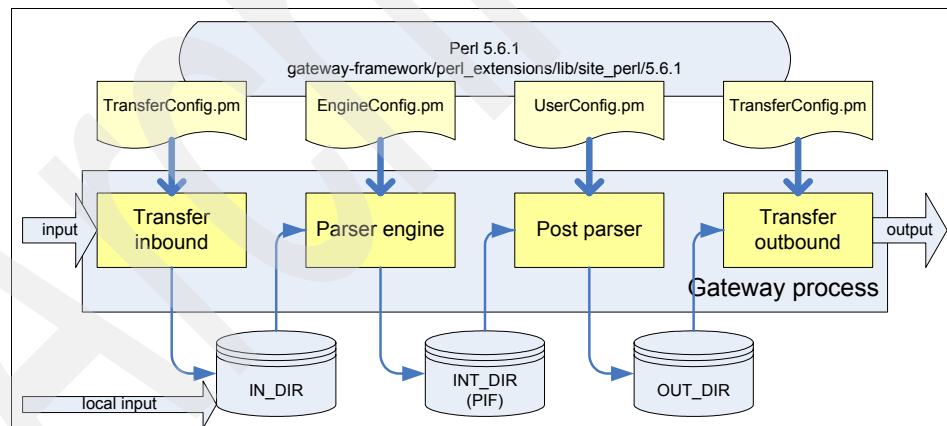 Perl 5.6.1
gateway-framework/perl_extensions/lib/site_perl/5.6.1
TransferConfig.pm
EngineConfig.pm
UserConfig.pm
TransferConfig.pm
input
Transfer
inbound
Parser engine
Post parser
Transfer
outbound
output
Gateway process
IN_DIR
INT_DIR
(PIF)
OUT_DIR
local input